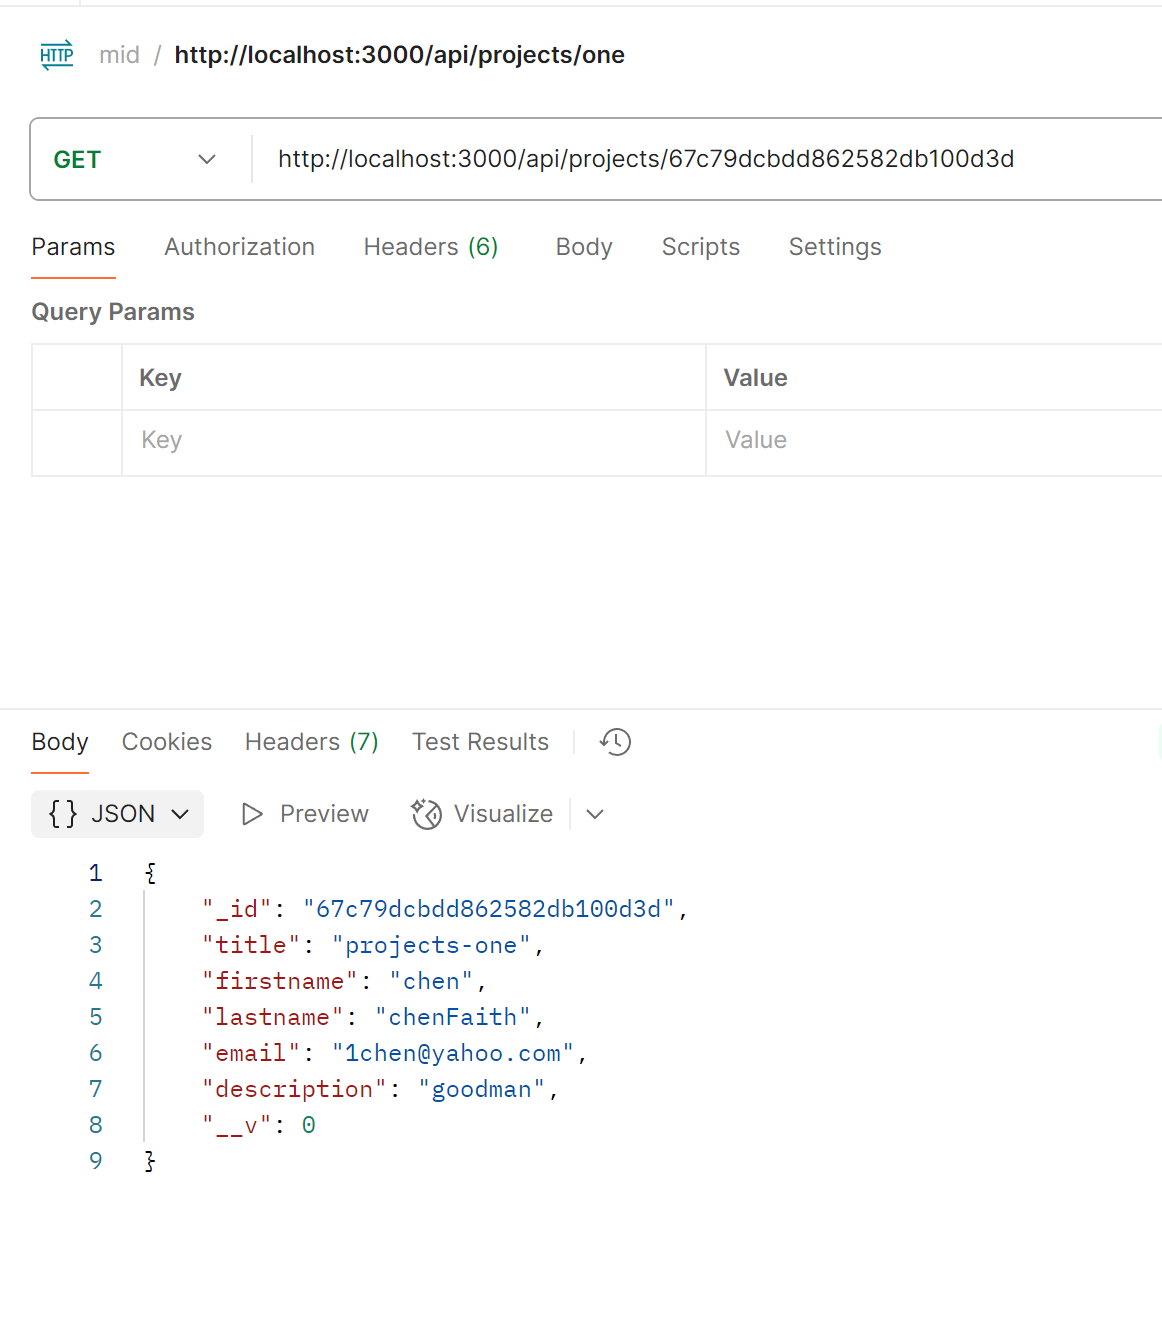 HTTP mid / http://localhost:3000/api/projects/one
GET http://localhost:3000/api/projects/67c79dcbdd862582db100d3d
Params Authorization Headers (6) Body Scripts Settings
Query Params
Key Value
Key Value
Body Cookies Headers (7) Test Results
{} JSON Preview Visualize
1 {
2 "_id": "67c79dcbdd862582db100d3d",
3 "title": "projects-one",
4 "firstname": "chen",
5 "lastname": "chenFaith",
6 "email": "1chen@yahoo.com",
7 "description": "goodman",
8 "__v": 0
9 }